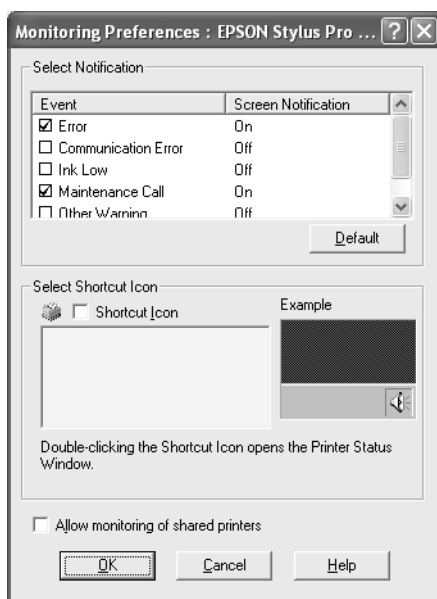 Monitoring Preferences : EPSON Stylus Pro ...
Select Notification
Event Screen Notification
Error On
Communication Error Off
Ink Low Off
Maintenance Call On
Other Warning Off
Default
Select Shortcut Icon
Shortcut Icon
Example
Double-clicking the Shortcut Icon opens the Printer Status
Window.
Allow monitoring of shared printers
OK Cancel Help